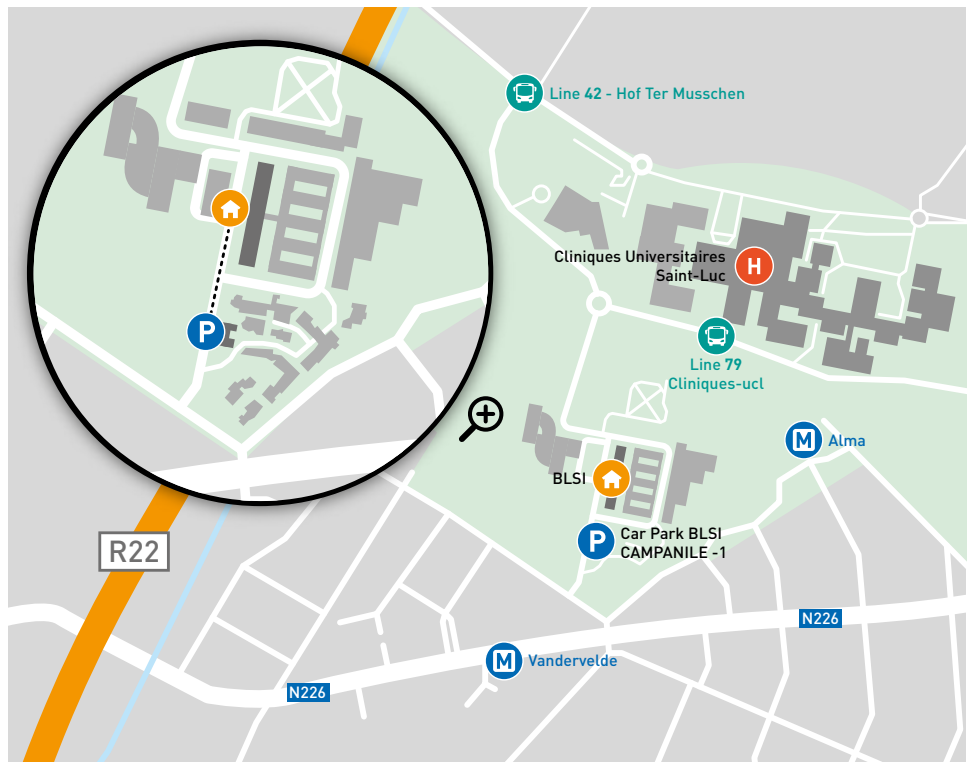 Line 42 - Hof Ter Musschen
Cliniques Universitaires
Saint-Luc
H
P
Line 79
Cliniques-ucl
M
Alma
BLSI
P
Car Park BLSI
CAMPANILE -1
R22
N226
M
Vandervelde
N226